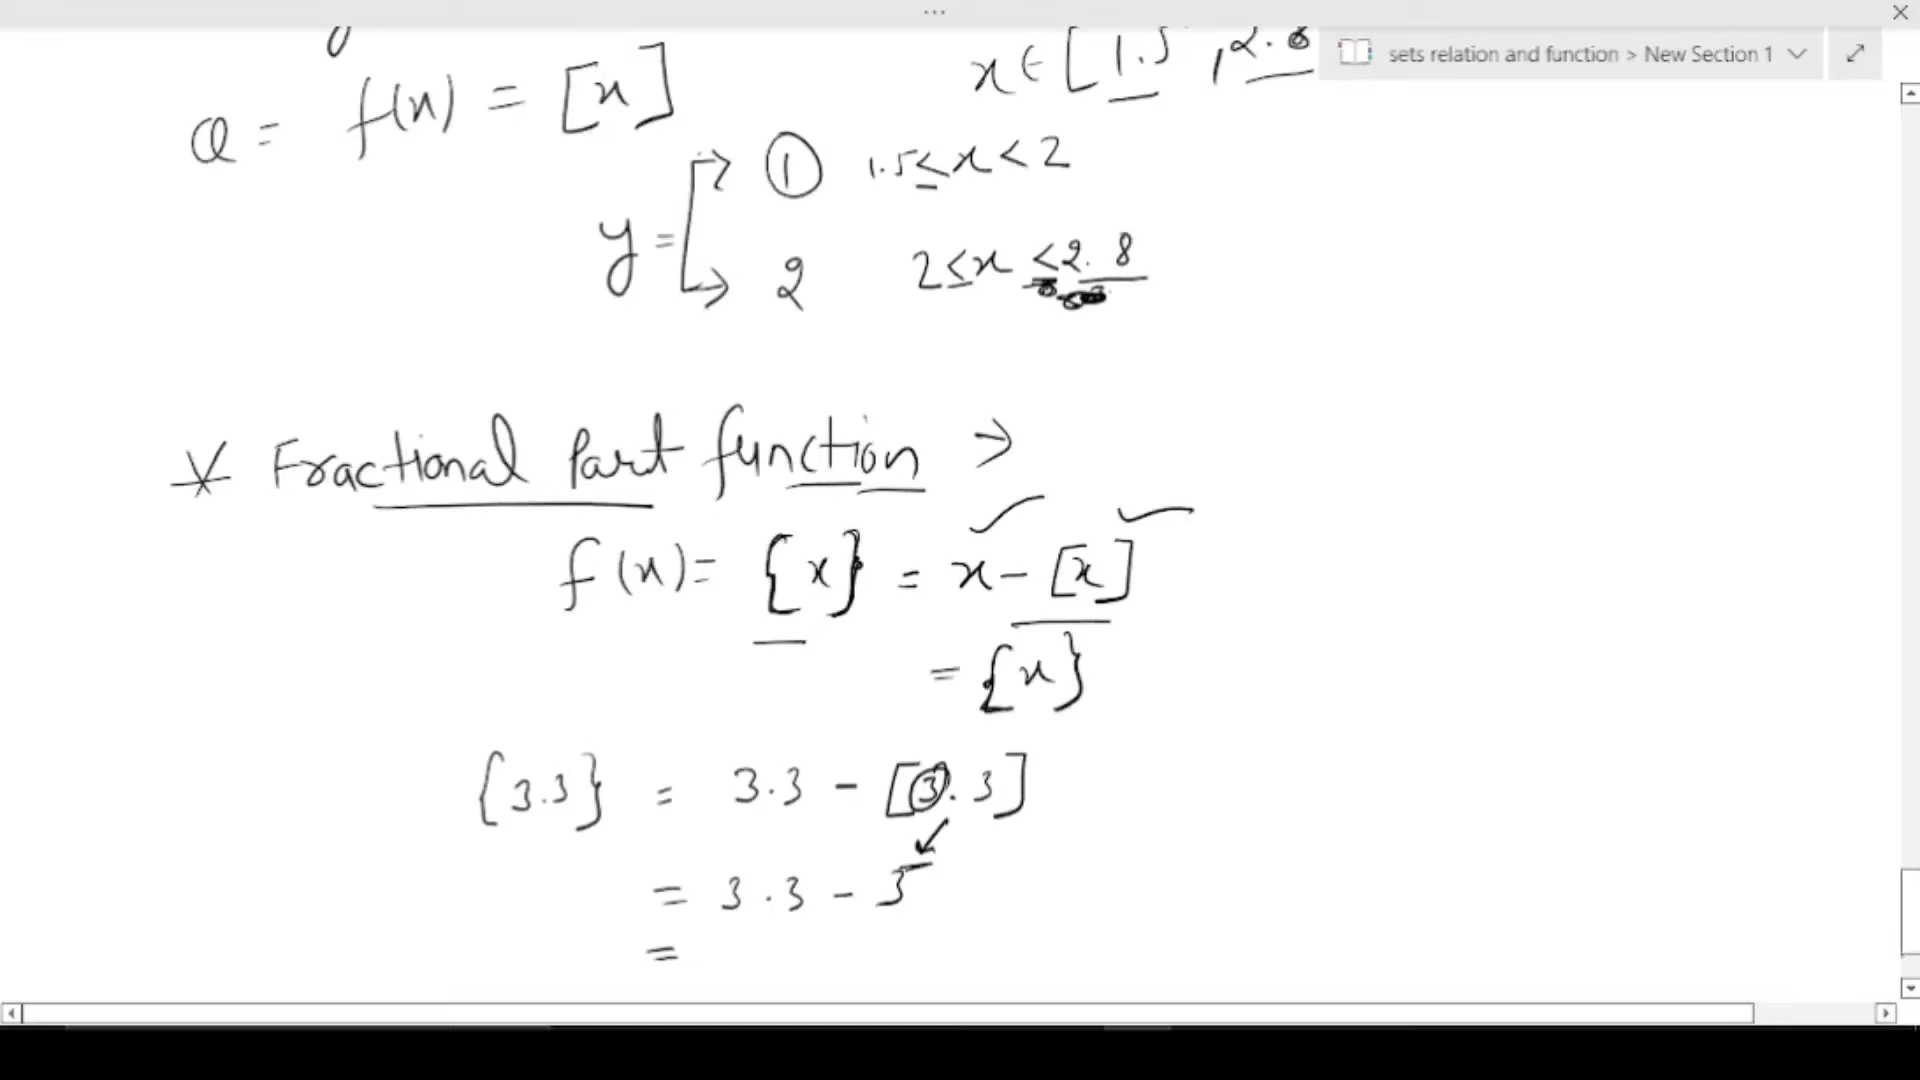 ...
x ∈ [1.5, 2.8
sets relation and function > New Section 1
Q = f(x) = [x]
y = 1 1.5 ≤ x < 2
2 2 ≤ x ≤ 2.8
* Fractional Part function →
f(x) = {x} = x - [x]
= {x}
{3.3} = 3.3 - [3.3]
= 3.3 - 3
=